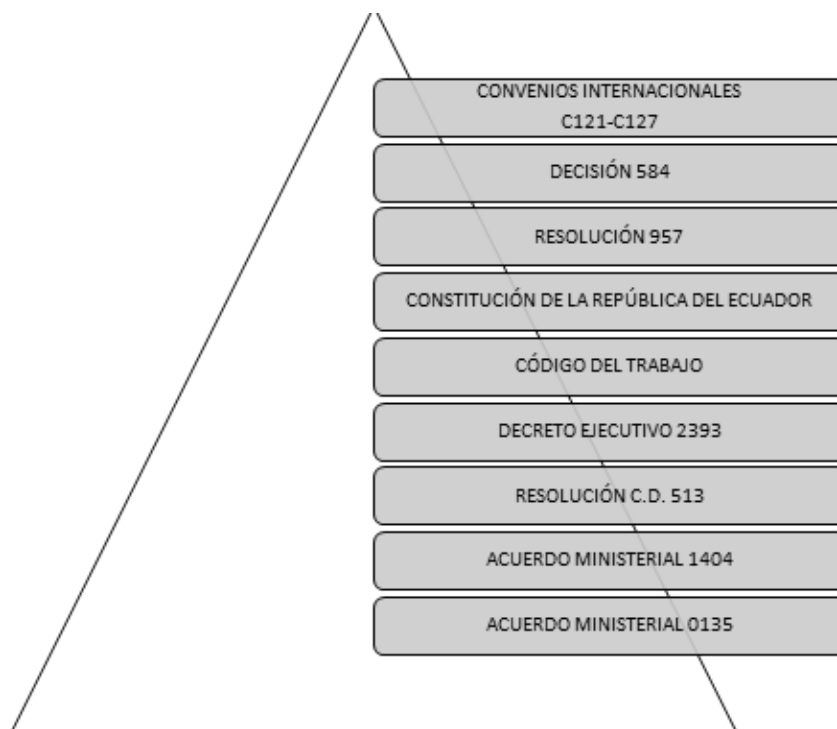 CONVENIOS INTERNACIONALES
C121-C127
DECISIÓN 584
RESOLUCIÓN 957
CONSTITUCIÓN DE LA REPÚBLICA DEL ECUADOR
CÓDIGO DEL TRABAJO
DECRETO EJECUTIVO 2393
RESOLUCIÓN C.D. 513
ACUERDO MINISTERIAL 1404
ACUERDO MINISTERIAL 0135